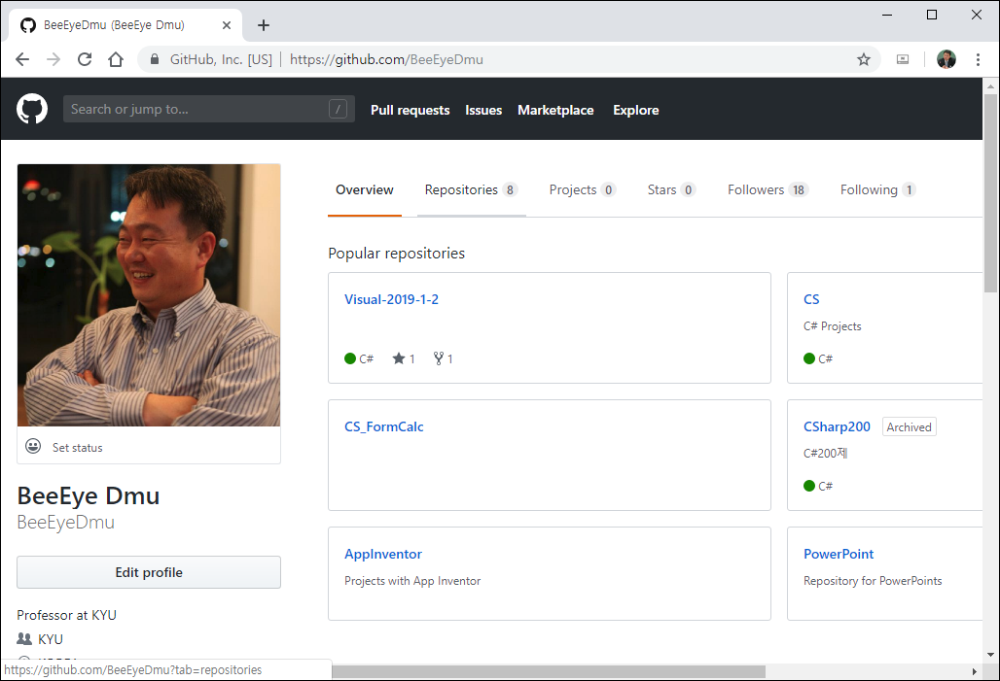 BeeEyeDmu (BeeEye Dmu)
GitHub, Inc. [US] | https://github.com/BeeEyeDmu
Search or jump to... /
Pull requests Issues Marketplace Explore
Overview Repositories 8 Projects 0 Stars 0 Followers 18 Following 1
Popular repositories
Visual-2019-1-2
C# 1 1
CS
C# Projects
C#
CS_FormCalc
CSharp200 Archived
C#200제
C#
AppInventor
Projects with App Inventor
PowerPoint
Repository for PowerPoints
Set status
BeeEye Dmu
BeeEyeDmu
Edit profile
Professor at KYU
KYU
https://github.com/BeeEyeDmu?tab=repositories